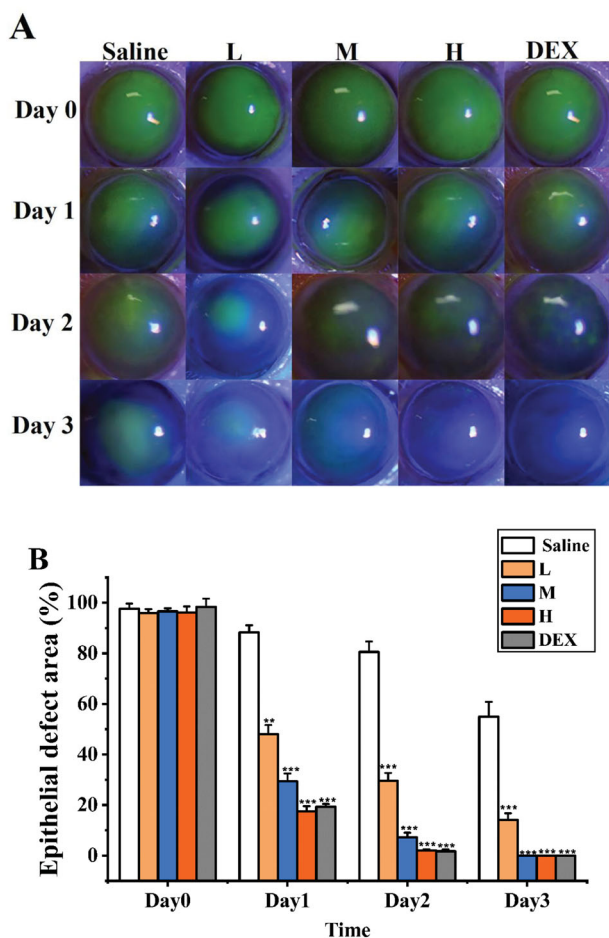 A
Saline L M H DEX
Day 0
Day 1
Day 2
Day 3
B
Saline
L
M
H
DEX
Epithelial defect area (%)
100
80
60
40
20
0
** *** *** ***
*** *** *** ***
*** *** *** ***
Day0 Day1 Day2 Day3
Time